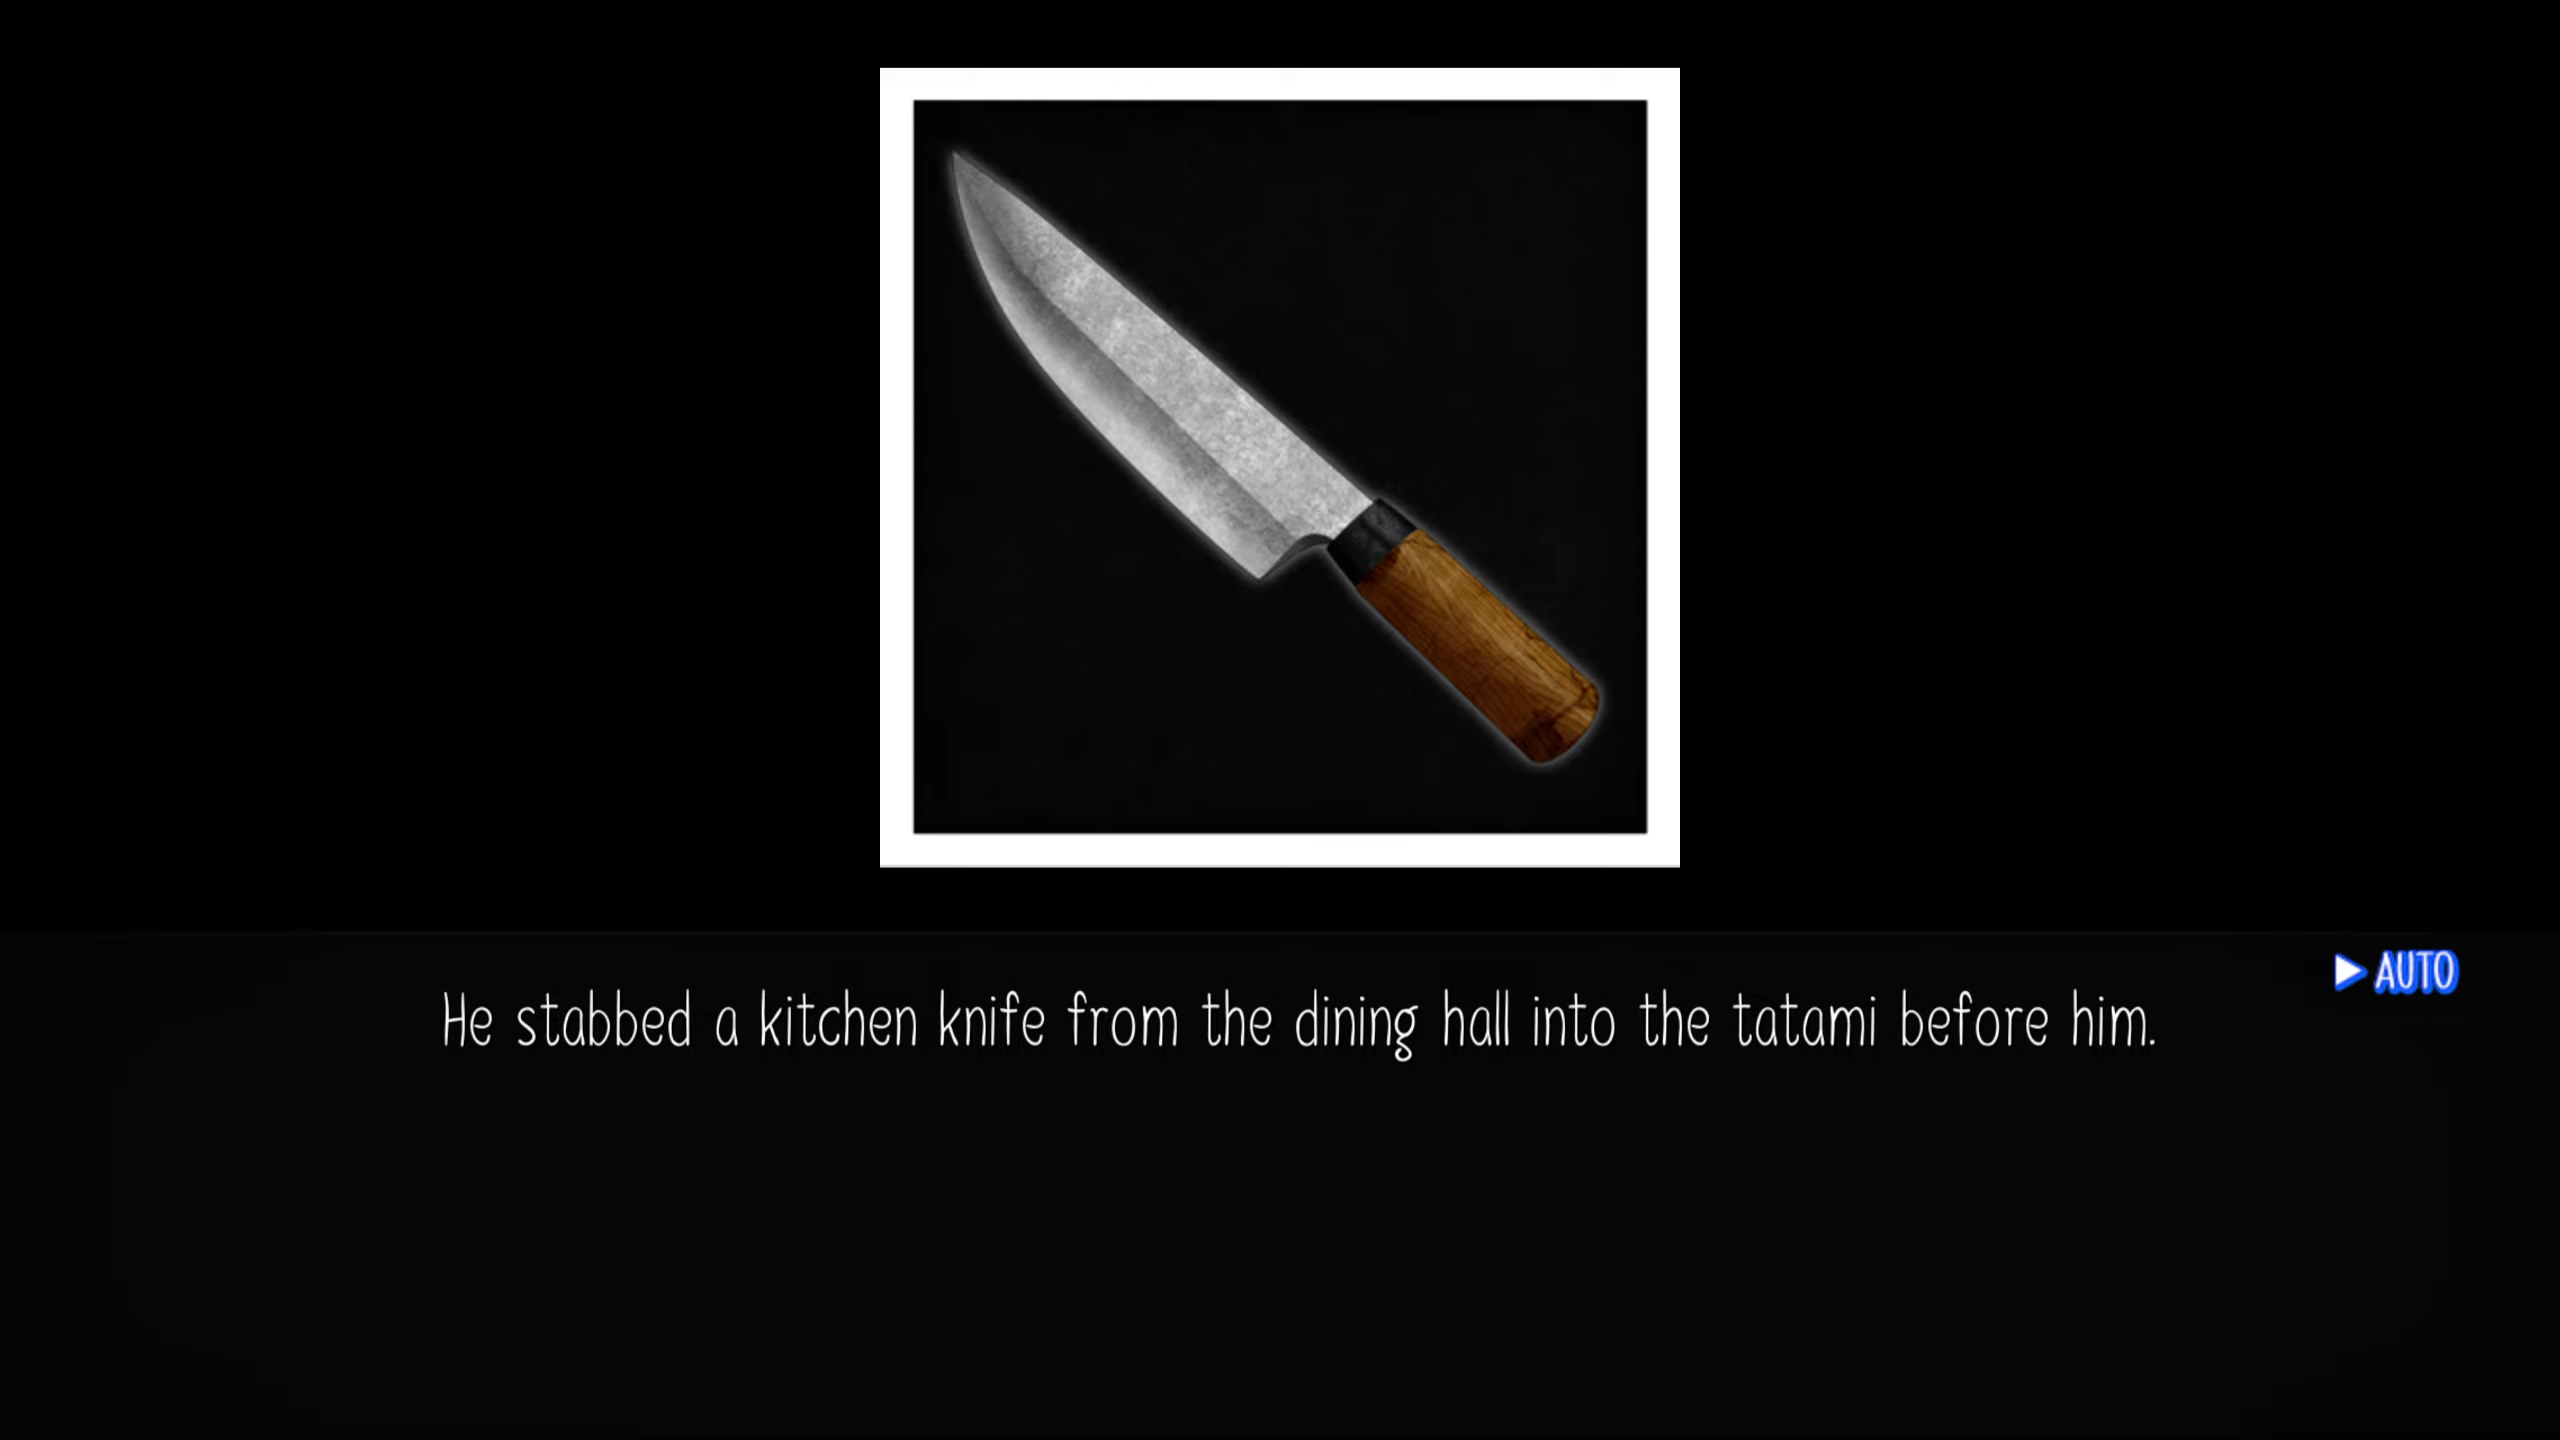 AUTO
He stabbed a kitchen knife from the dining hall into the tatami before him.